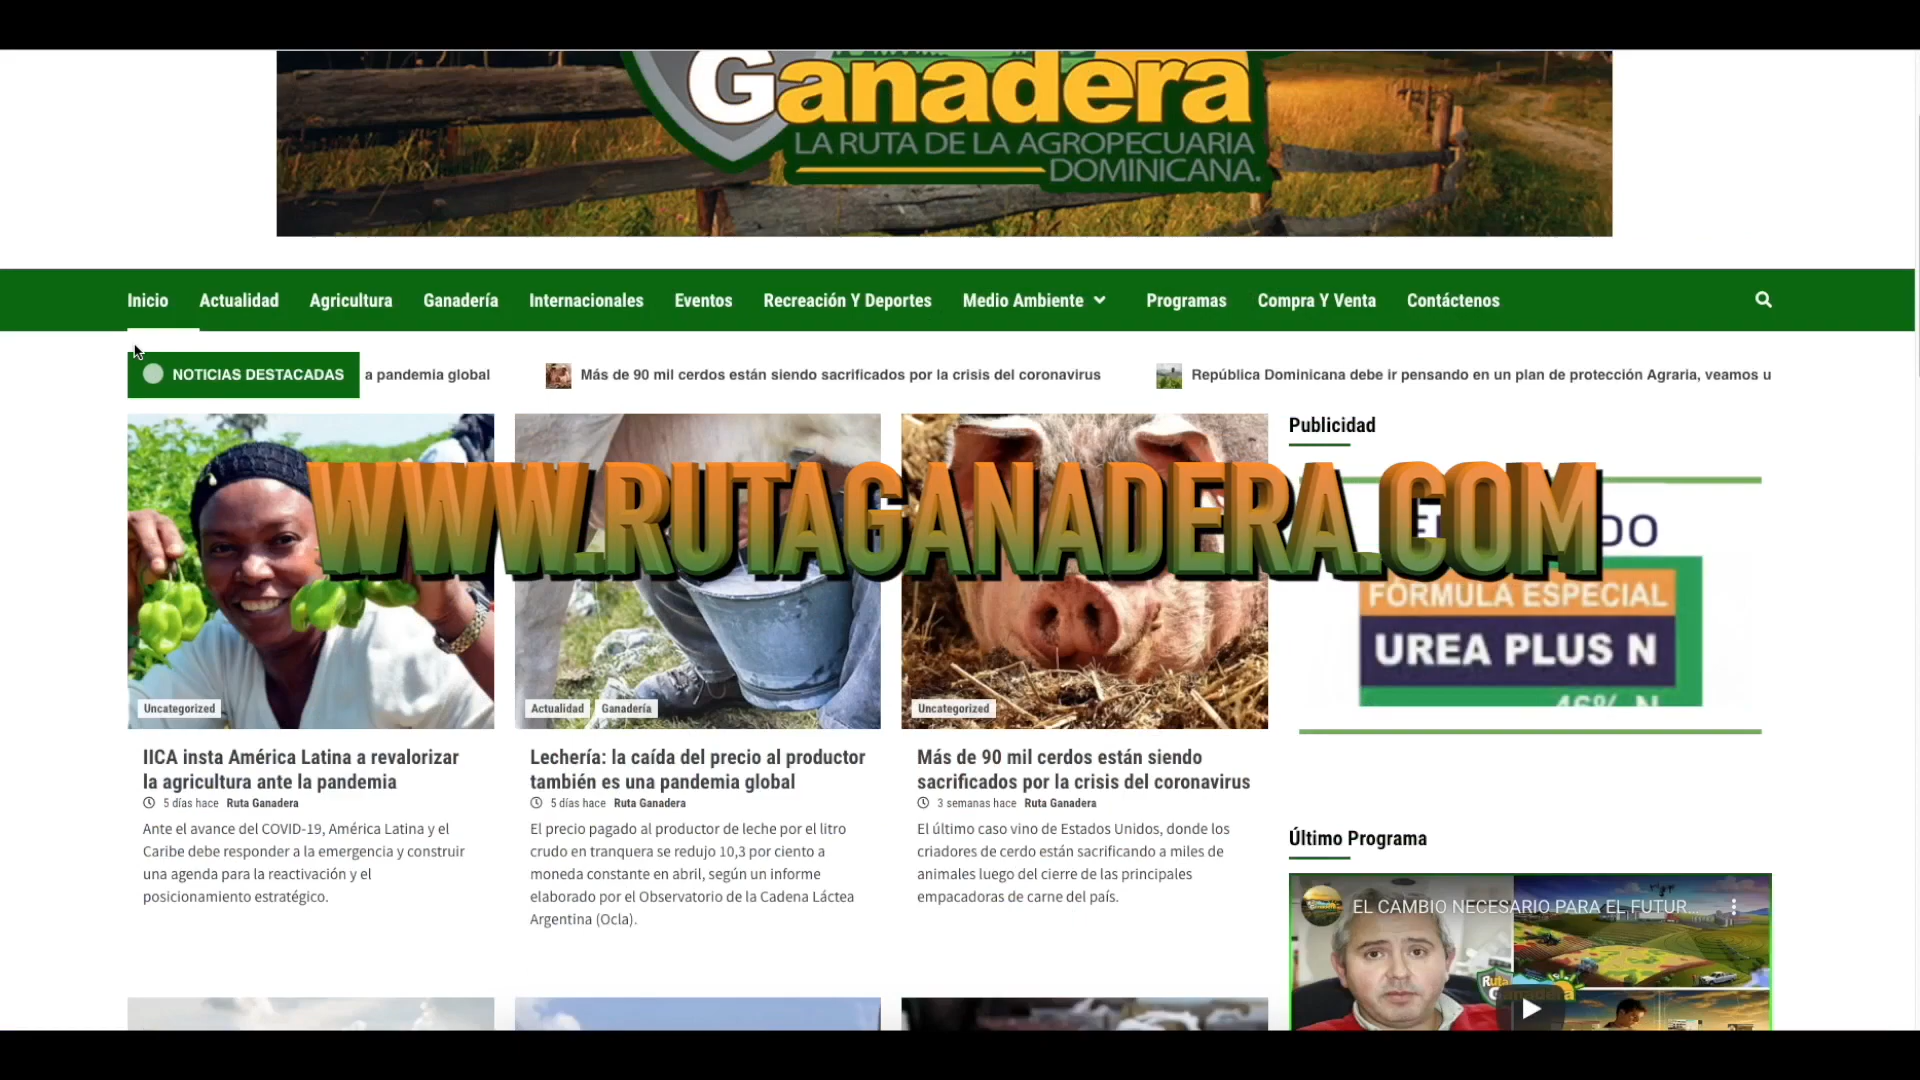 Ganadera
LA RUTA DE LA AGROPECUARIA
DOMINICANA.
Inicio Actualidad Agricultura Ganadería Internacionales Eventos Recreación Y Deportes Medio Ambiente Programas Compra Y Venta Contáctenos
NOTICIAS DESTACADAS a pandemia global Más de 90 mil cerdos están siendo sacrificados por la crisis del coronavirus República Dominicana debe ir pensando en un plan de protección Agraria, veamos u
Publicidad
WWW.RUTAGANADERA.COM
FORMULA ESPECIAL
UREA PLUS N
46% N
Uncategorized
Actualidad Ganadería
Uncategorized
IICA insta América Latina a revalorizar
la agricultura ante la pandemia
5 días hace Ruta Ganadera
Ante el avance del COVID-19, América Latina y el
Caribe debe responder a la emergencia y construir
una agenda para la reactivación y el
posicionamiento estratégico.
Lechería: la caída del precio al productor
también es una pandemia global
5 días hace Ruta Ganadera
El precio pagado al productor de leche por el litro
crudo en tranquera se redujo 10,3 por ciento a
moneda constante en abril, según un informe
elaborado por el Observatorio de la Cadena Láctea
Argentina (Ocla).
Más de 90 mil cerdos están siendo
sacrificados por la crisis del coronavirus
3 semanas hace Ruta Ganadera
El último caso vino de Estados Unidos, donde los
criadores de cerdo están sacrificando a miles de
animales luego del cierre de las principales
empacadoras de carne del país.
Último Programa
EL CAMBIO NECESARIO PARA EL FUTUR...
Ruta
Ganadera